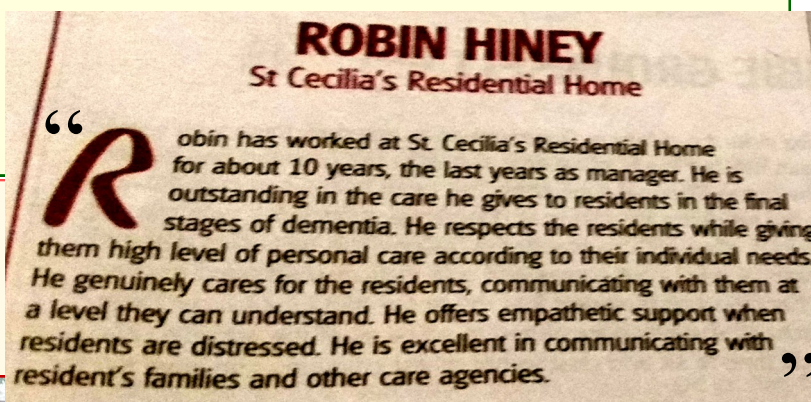 ROBIN HINEY
St Cecilia's Residential Home
“Robin has worked at St. Cecilia's Residential Home
for about 10 years, the last years as manager. He is
outstanding in the care he gives to residents in the final
stages of dementia. He respects the residents while giving
them high level of personal care according to their individual needs.
He genuinely cares for the residents, communicating with them at
a level they can understand. He offers empathetic support when
residents are distressed. He is excellent in communicating with
resident's families and other care agencies.”